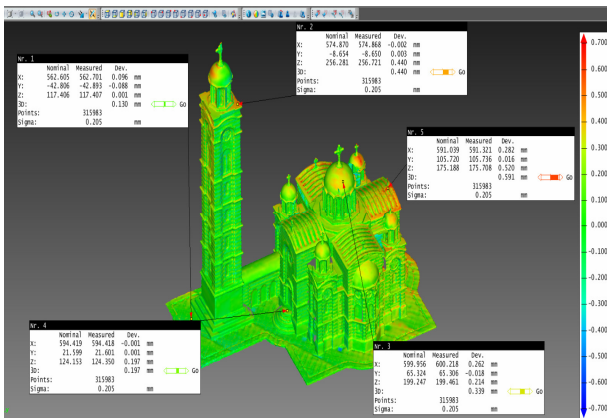 Nr. 1
Nominal Measured Dev.
X: 562.605 562.701 0.096 mm
Y: -42.806 -42.893 -0.088 mm
Z: 117.406 117.407 0.001 mm
3D: 0.130 mm Go
Points: 315983
Sigma: 0.205 mm
Nr. 2
Nominal Measured Dev.
X: 574.870 574.868 -0.002 mm
Y: -8.654 -8.650 0.003 mm
Z: 256.281 256.721 0.440 mm
3D: 0.440 mm Go
Points: 315983
Sigma: 0.205 mm
Nr. 5
Nominal Measured Dev.
X: 591.039 591.321 0.282 mm
Y: 105.720 105.736 0.016 mm
Z: 175.188 175.708 0.520 mm
3D: 0.591 mm Go
Points: 315983
Sigma: 0.205 mm
Nr. 4
Nominal Measured Dev.
X: 594.419 594.418 -0.001 mm
Y: 21.599 21.601 0.001 mm
Z: 124.153 124.350 0.197 mm
3D: 0.197 mm Go
Points: 315983
Sigma: 0.205 mm
Nr. 3
Nominal Measured Dev.
X: 599.956 600.218 0.262 mm
Y: 65.324 65.306 -0.018 mm
Z: 199.247 199.461 0.214 mm
3D: 0.339 mm Go
Points: 315983
Sigma: 0.205 mm
0.700
0.600
0.500
0.400
0.300
0.200
0.100
0.000
-0.100
-0.200
-0.300
-0.400
-0.500
-0.600
-0.700